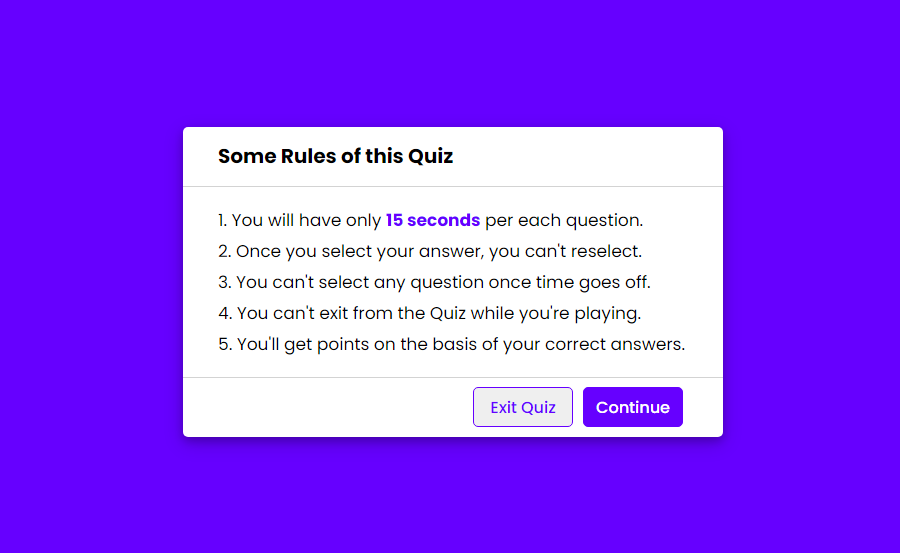 Some Rules of this Quiz
1. You will have only 15 seconds per each question.
2. Once you select your answer, you can't reselect.
3. You can't select any question once time goes off.
4. You can't exit from the Quiz while you're playing.
5. You'll get points on the basis of your correct answers.
Exit Quiz Continue